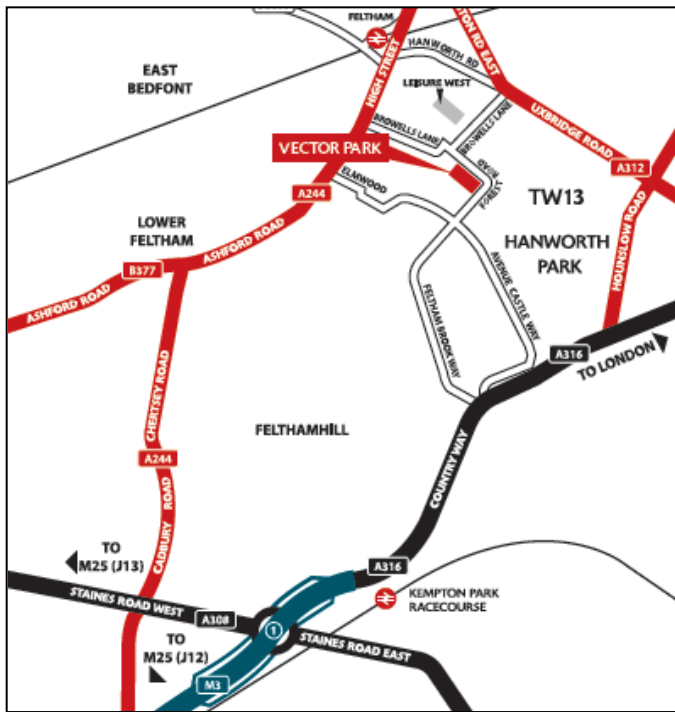 FELTHAM
HANWORTH RD
TON RD EAST
EAST
BEDFONT
HIGH STREET
LEISURE WEST
UXBRIDGE ROAD
BROWELLS LANE
BROWELLS LANE
VECTOR PARK
A312
ELMWOOD
FOREST
ROAD
A244
TW13
LOWER
FELTHAM
HANWORTH
PARK
HOUNSLOW ROAD
ASHFORD ROAD
B377
ASHFORD ROAD
AVENUE CASTLE WAY
FELTHAM BROOK WAY
A316
TO LONDON
CHERTSEY ROAD
FELTHAMHILL
COUNTRY WAY
A244
CADBURY ROAD
TO
M25 (J13)
A316
STAINES ROAD WEST
KEMPTON PARK
RACECOURSE
A308
1
STAINES ROAD EAST
TO
M25 (J12)
M3